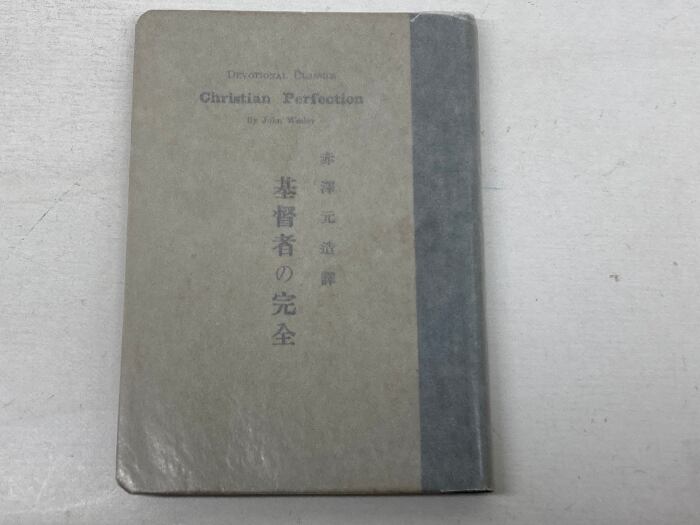 DEVOTIONAL CLASSICS
Christian Perfection
By John Wesley
赤澤元造譯
基督者の完全